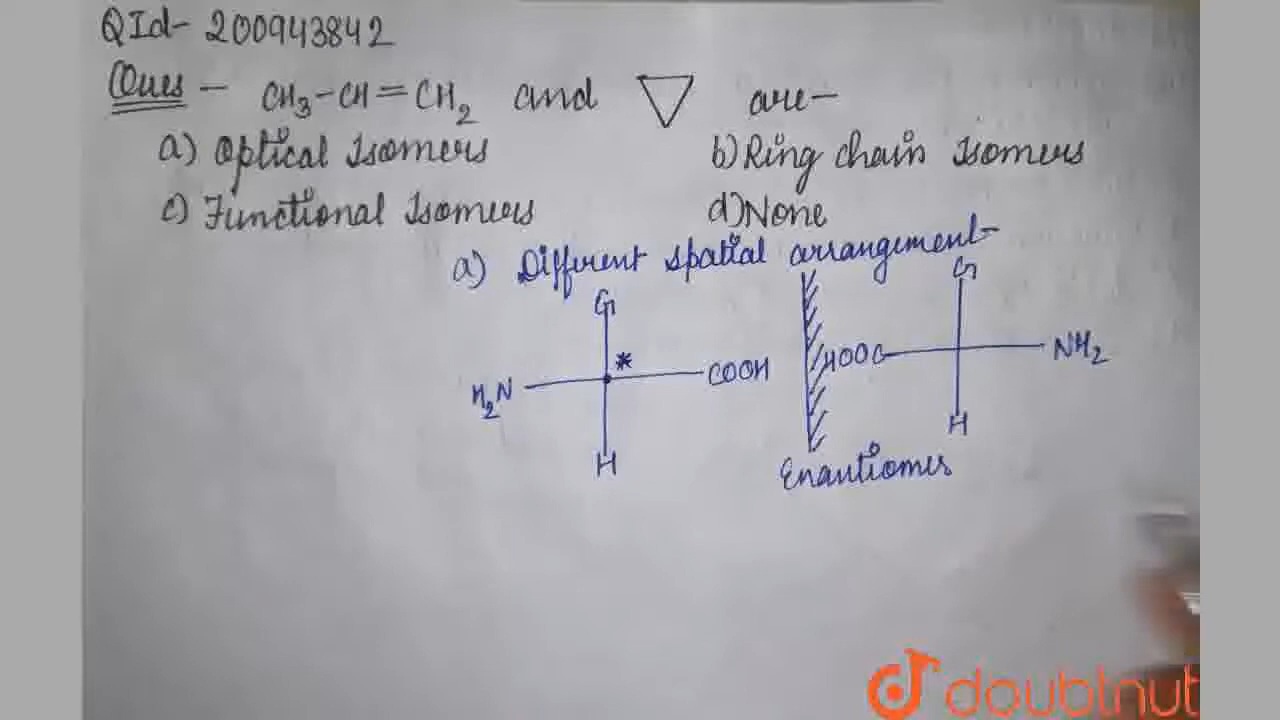 QId- 200943842
Ques - CH3-CH=CH2 and ▽ are-
a) Optical Isomers b) Ring chain Isomers
c) Functional Isomers d) None
a) Different spatial arrangement-
G G
* 
H2N COOH HOOC NH2
H H
Enantiomers
doubtnut